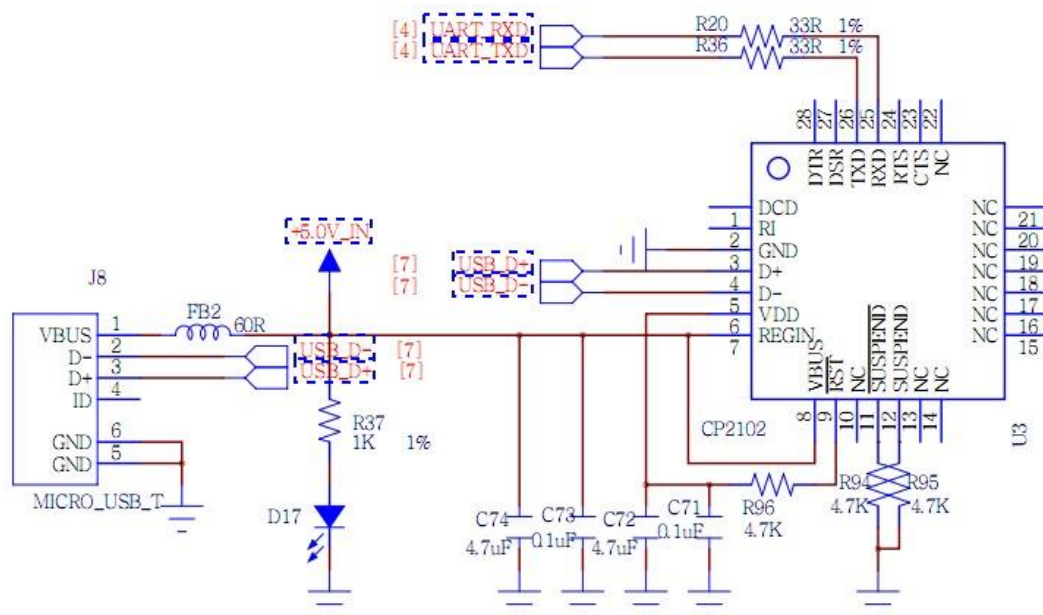 [4] UART_RXD R20 33R 1%
[4] UART_TXD R36 33R 1%
28 27 26 25 24 23 22
DTR DSR TXD RXD RTS CTS NC
DCD NC
1 RI NC 21
2 GND NC 20
3 D+ NC 19
4 D- NC 18
5 VDD NC 17
6 REGIN NC 16
7 15
VBUS RST NC SUSPEND SUSPEND NC NC
8 9 10 11 12 13 14
CP2102
U3
+5.0V_IN
[7] USB_D+
[7] USB_D-
J8
FB2
60R
VBUS 1
D- 2
D+ 3
ID 4
GND 6
GND 5
MICRO_USB_T
USB_D- [7]
USB_D+ [7]
R37
1K 1%
D17
C74
4.7uF
C73
0.1uF
C72
4.7uF
C71
0.1uF
R96
4.7K
R94
4.7K
R95
4.7K